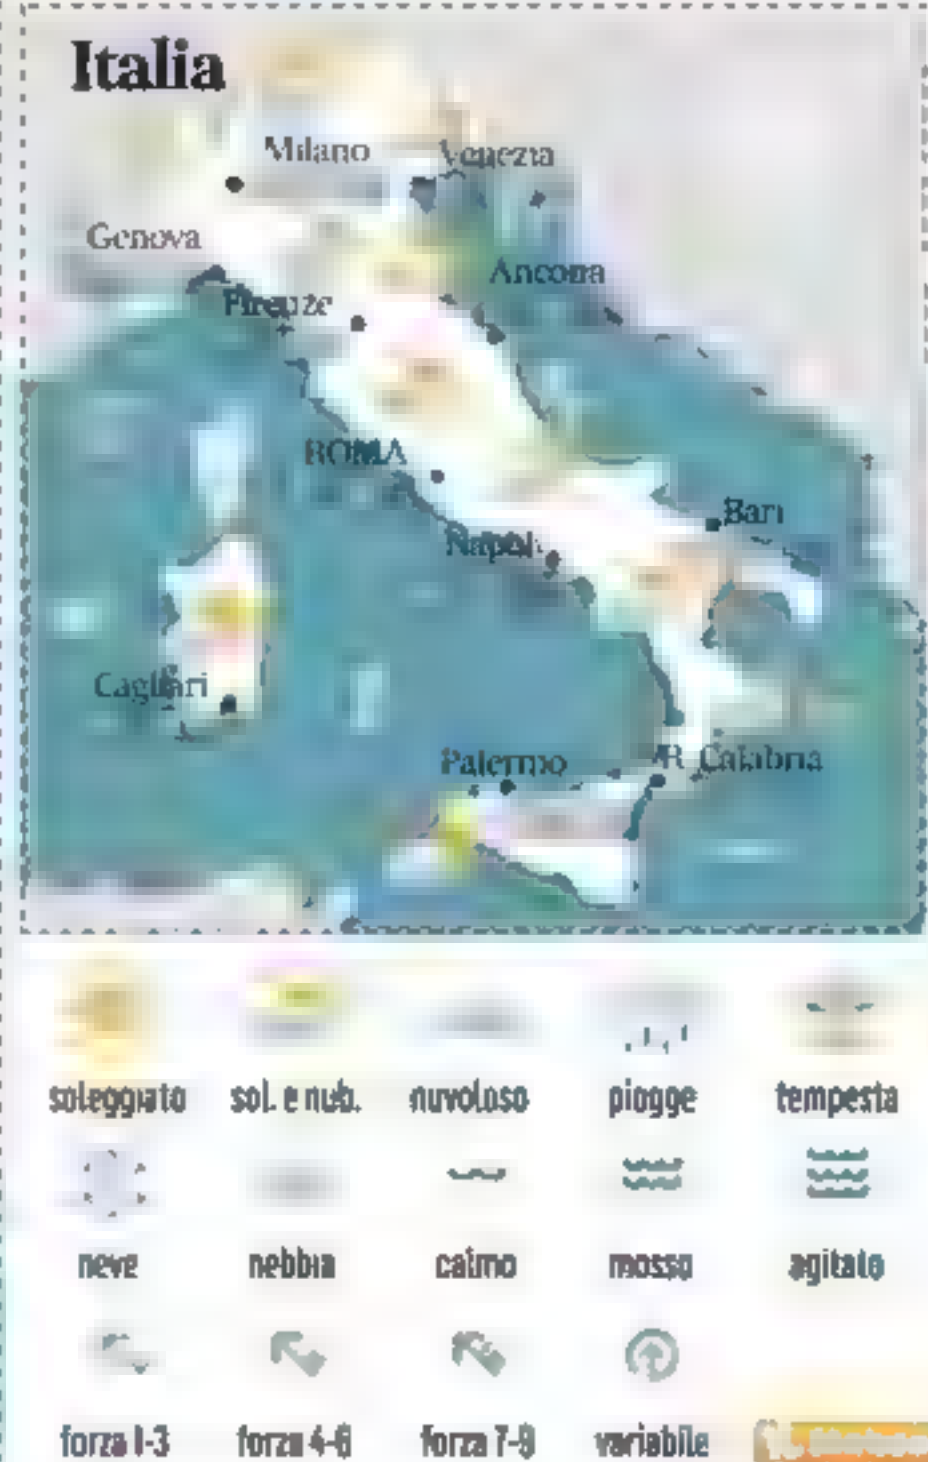 Italia
Milano
Venezia
Genova
Ancona
Firenze
ROMA
Bari
Napoli
Cagliari
Palermo
R. Calabria
soleggiato sol. e nub. nuvoloso piogge tempesta
neve nebbia calmo mosso agitato
forza 1-3 forza 4-6 forza 7-9 variabile